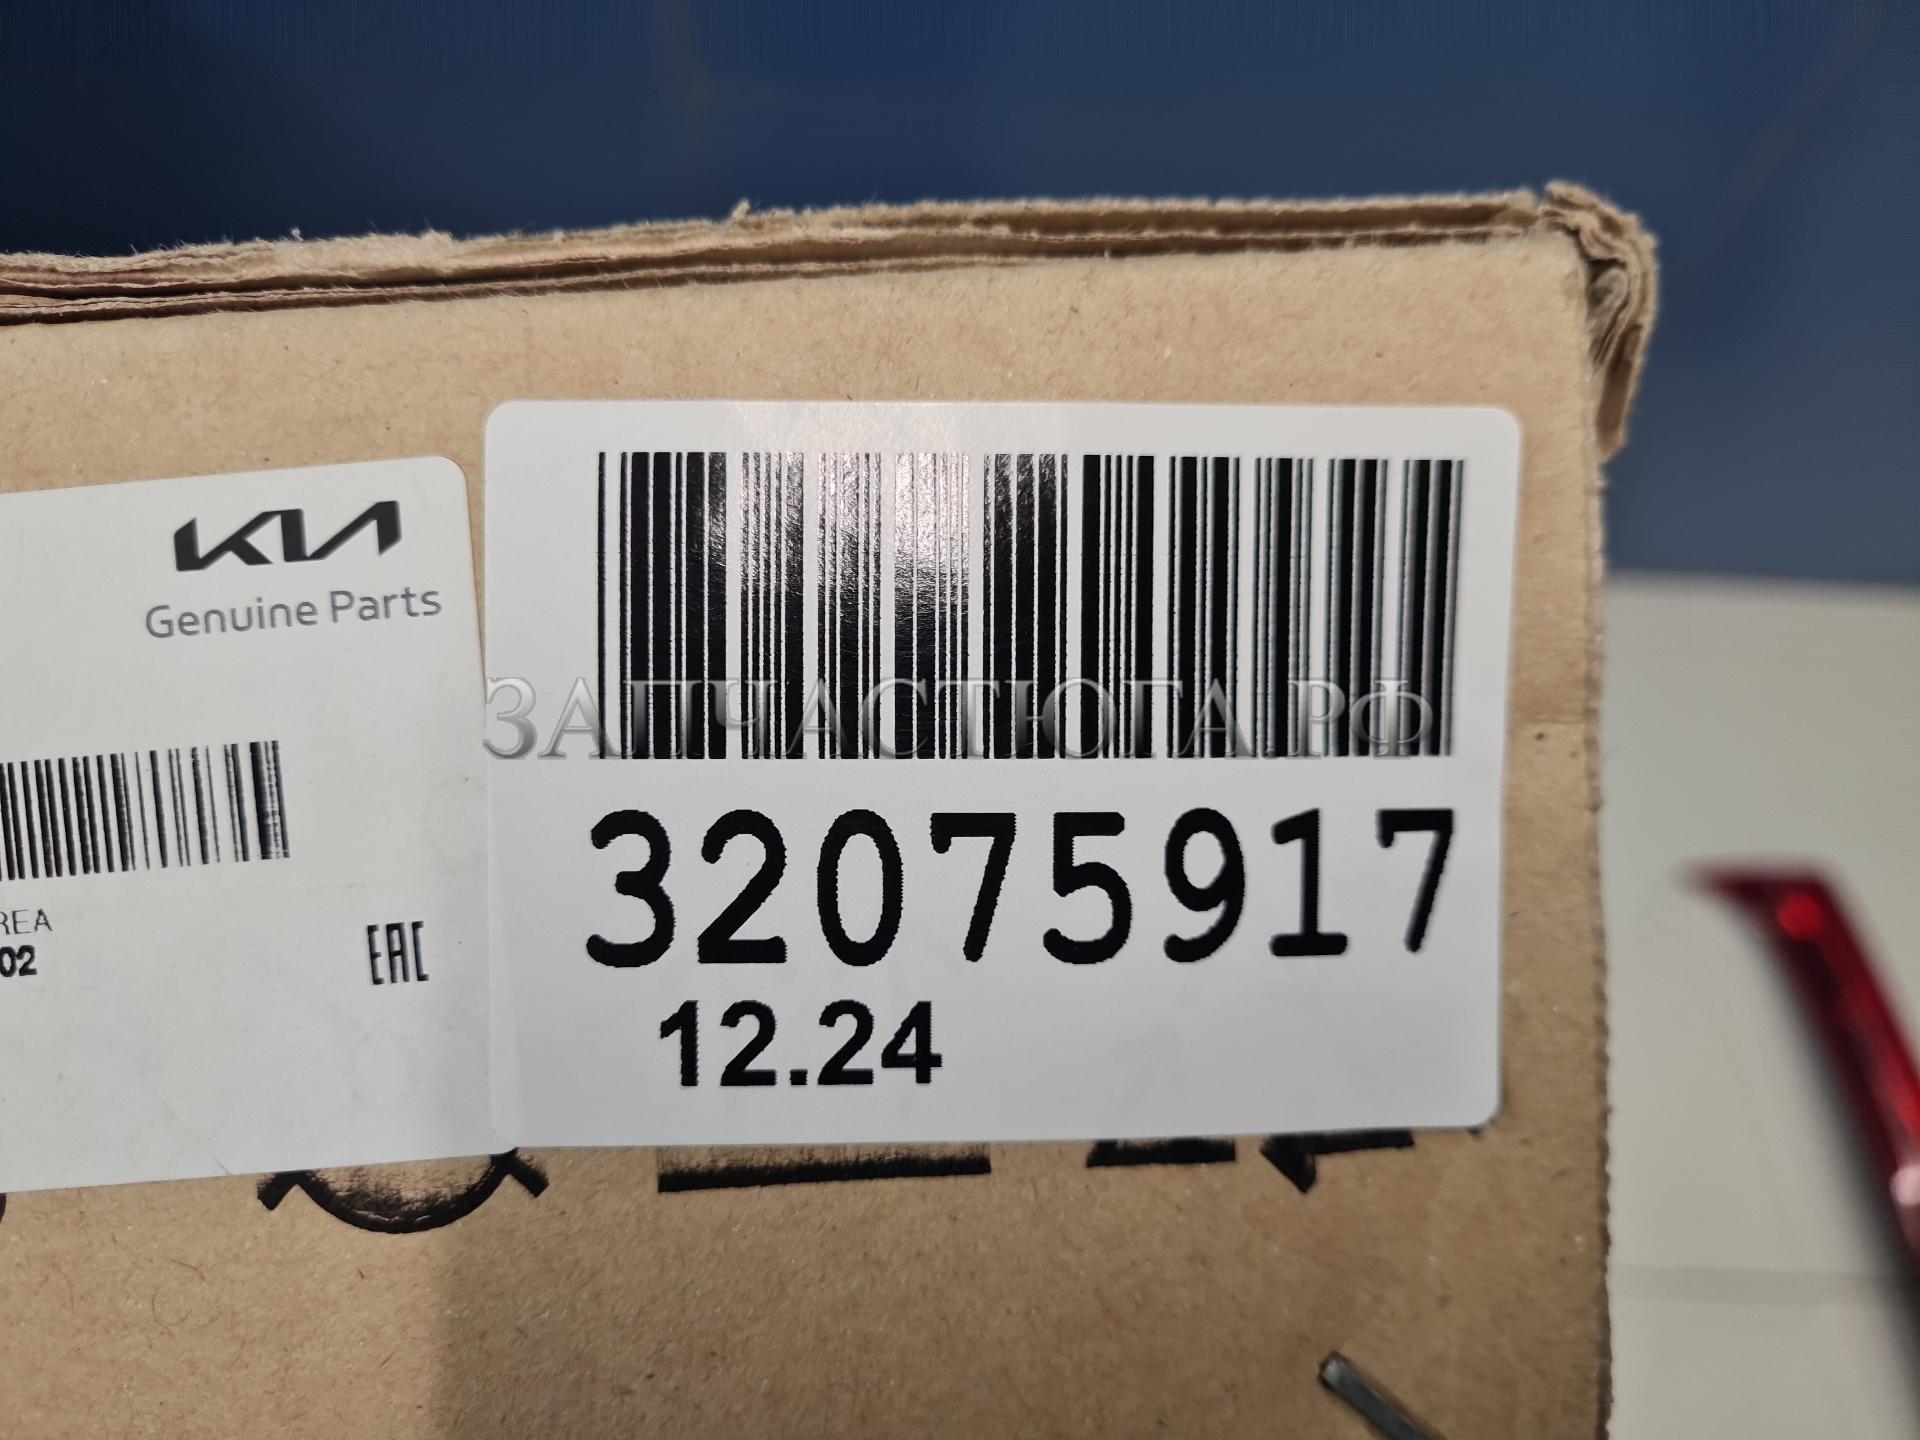 KIA
Genuine Parts
ЗАПЧАСТЮГА.РФ
32075917
12.24
REA
02
EAC